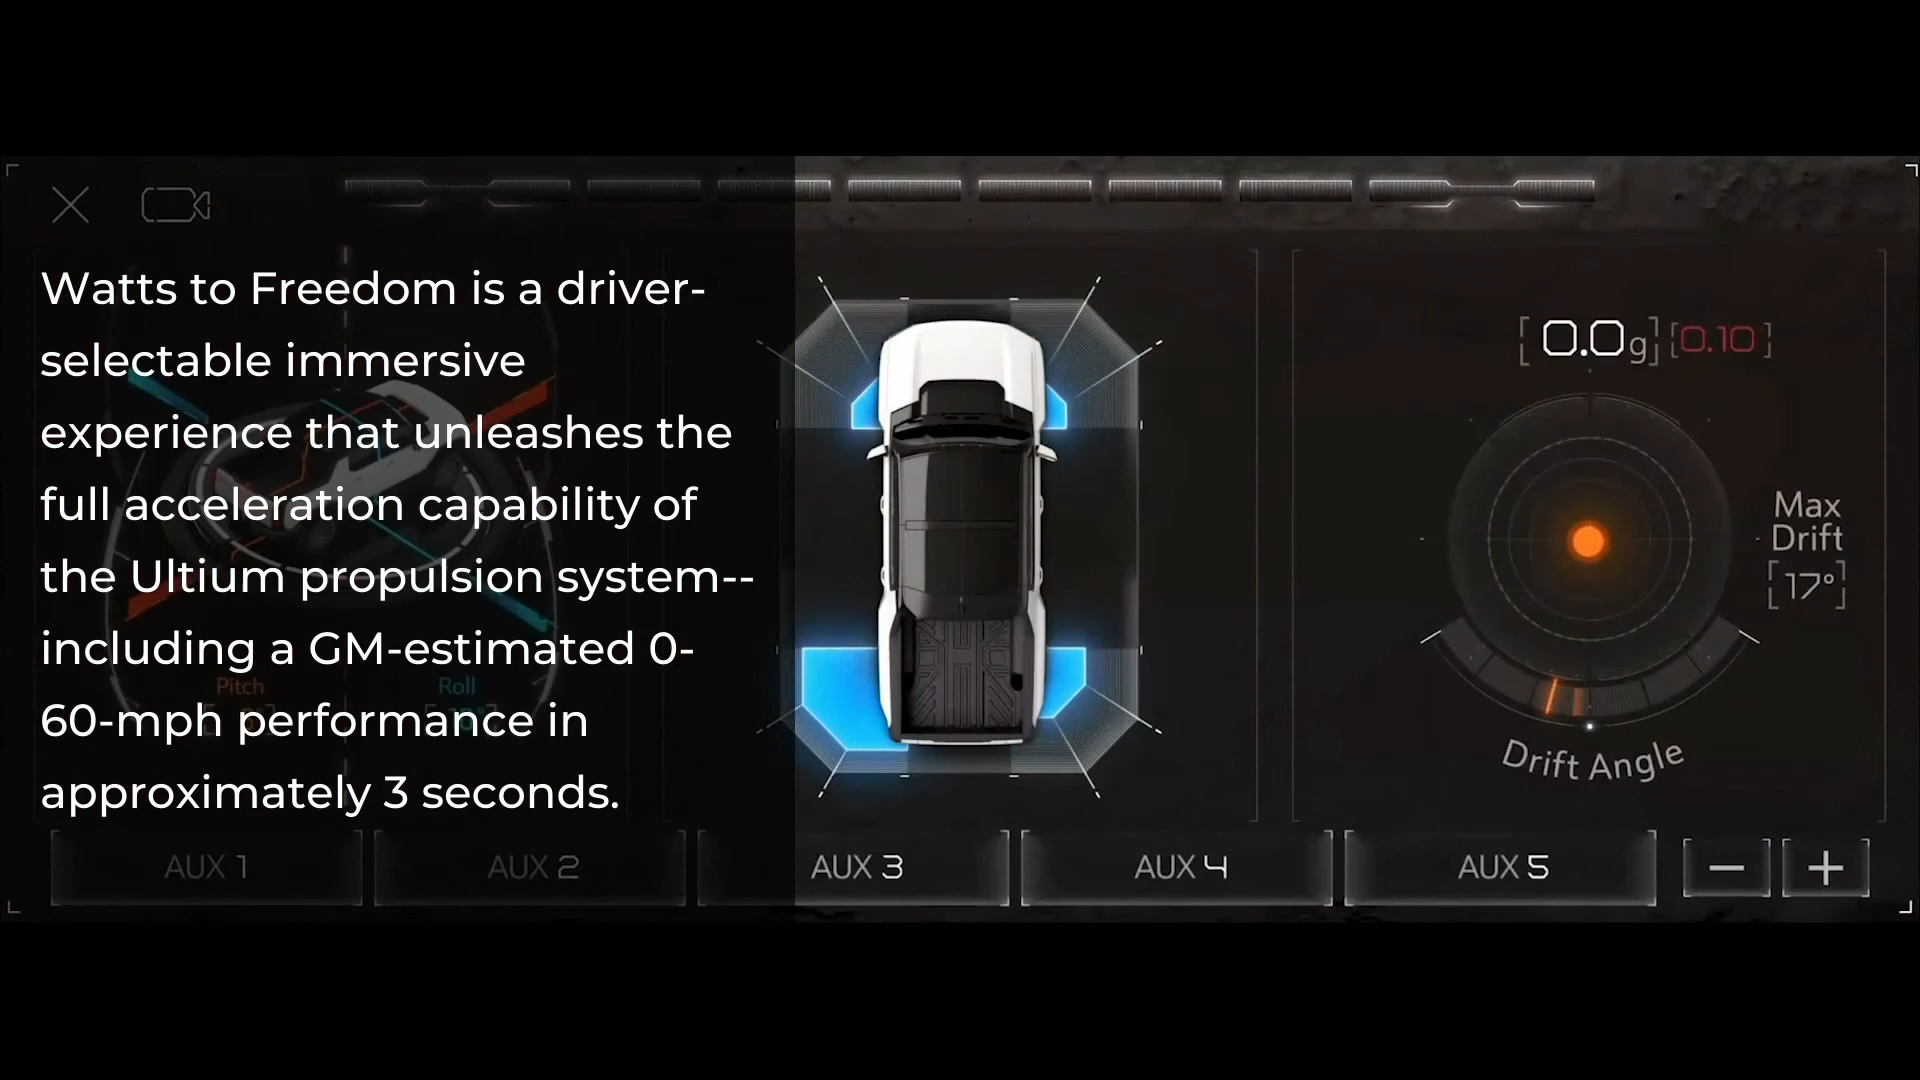 Watts to Freedom is a driver-
selectable immersive
experience that unleashes the
full acceleration capability of
the Ultium propulsion system--
including a GM-estimated 0-
60-mph performance in
approximately 3 seconds.
Pitch
Roll
[0.0g] [0.10]
Max
Drift
[17°]
Drift Angle
AUX 1
AUX 2
AUX 3
AUX 4
AUX 5